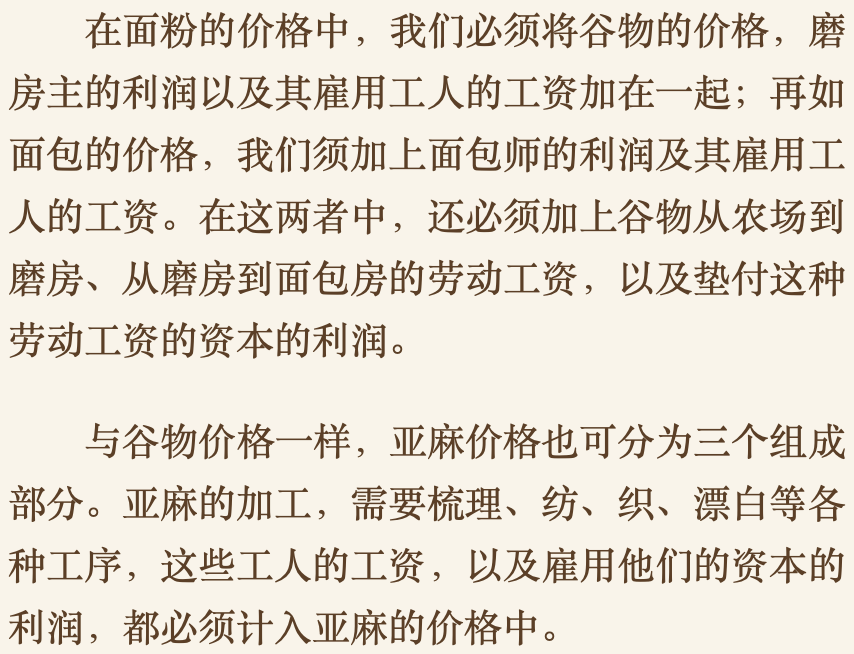 在面粉的价格中，我们必须将谷物的价格，磨
房主的利润以及其雇用工人的工资加在一起；再如
面包的价格，我们须加上面包师的利润及其雇用工
人的工资。在这两者中，还必须加上谷物从农场到
磨房、从磨房到面包房的劳动工资，以及垫付这种
劳动工资的资本的利润。
与谷物价格一样，亚麻价格也可分为三个组成
部分。亚麻的加工，需要梳理、纺、织、漂白等各
种工序，这些工人的工资，以及雇用他们的资本的
利润，都必须计入亚麻的价格中。